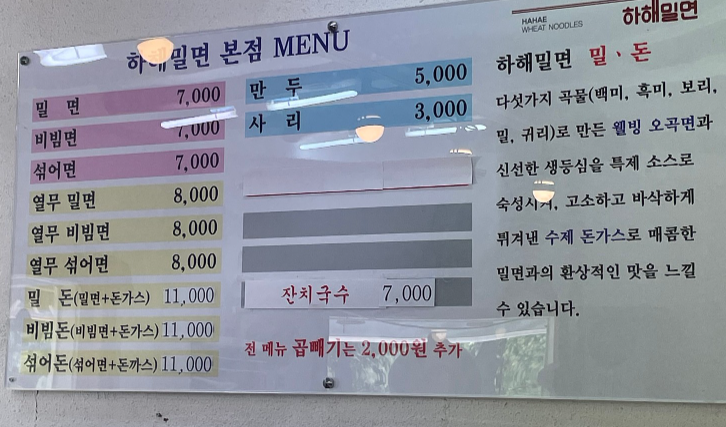 하해밀면 본점 MENU
밀 면 7,000
비빔면 7,000
섞어면 7,000
열무 밀면 8,000
열무 비빔면 8,000
열무 섞어면 8,000
밀 돈(밀면+돈가스) 11,000
비빔돈(비빔면+돈가스) 11,000
섞어돈(섞어면+돈까스) 11,000
만 두 5,000
사 리 3,000
잔치국수 7,000
전 메뉴 곱빼기는 2,000원 추가
HAHAE
WHEAT NOODLES
하해밀면
하해밀면 밀、돈
다섯가지 곡물(백미, 흑미, 보리,
밀, 귀리)로 만든 웰빙 오곡면과
신선한 생등심을 특제 소스로
숙성시켜, 고소하고 바삭하게
튀겨낸 수제 돈가스로 매콤한
밀면과의 환상적인 맛을 느낄
수 있습니다.